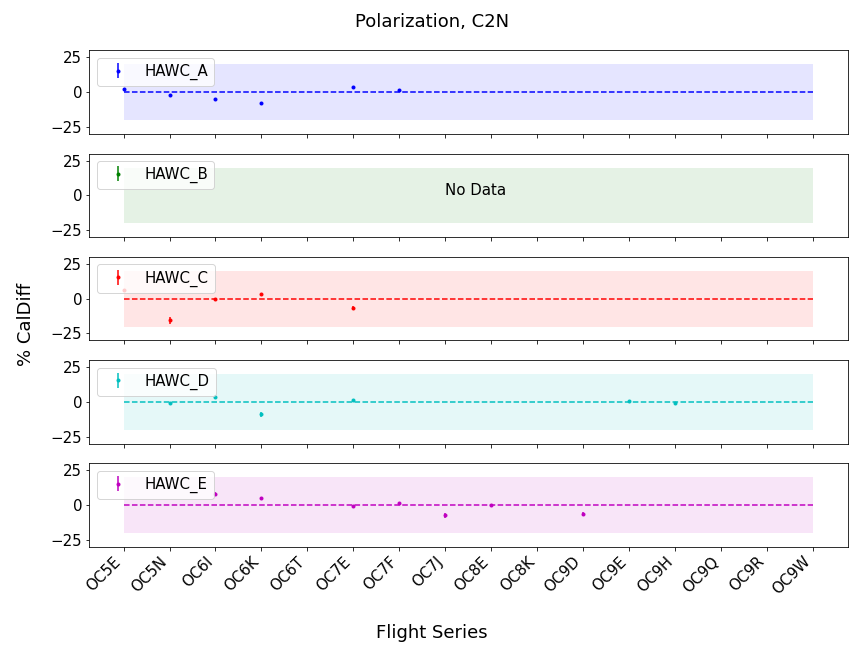 Polarization, C2N
25
0
−25
HAWC_A
25
0
−25
HAWC_B
No Data
25
0
−25
HAWC_C
25
0
−25
HAWC_D
25
0
−25
HAWC_E
% CalDiff
OC5E
OC5N
OC6I
OC6K
OC6T
OC7E
OC7F
OC7J
OC8E
OC8K
OC9D
OC9E
OC9H
OC9Q
OC9R
OC9W
Flight Series